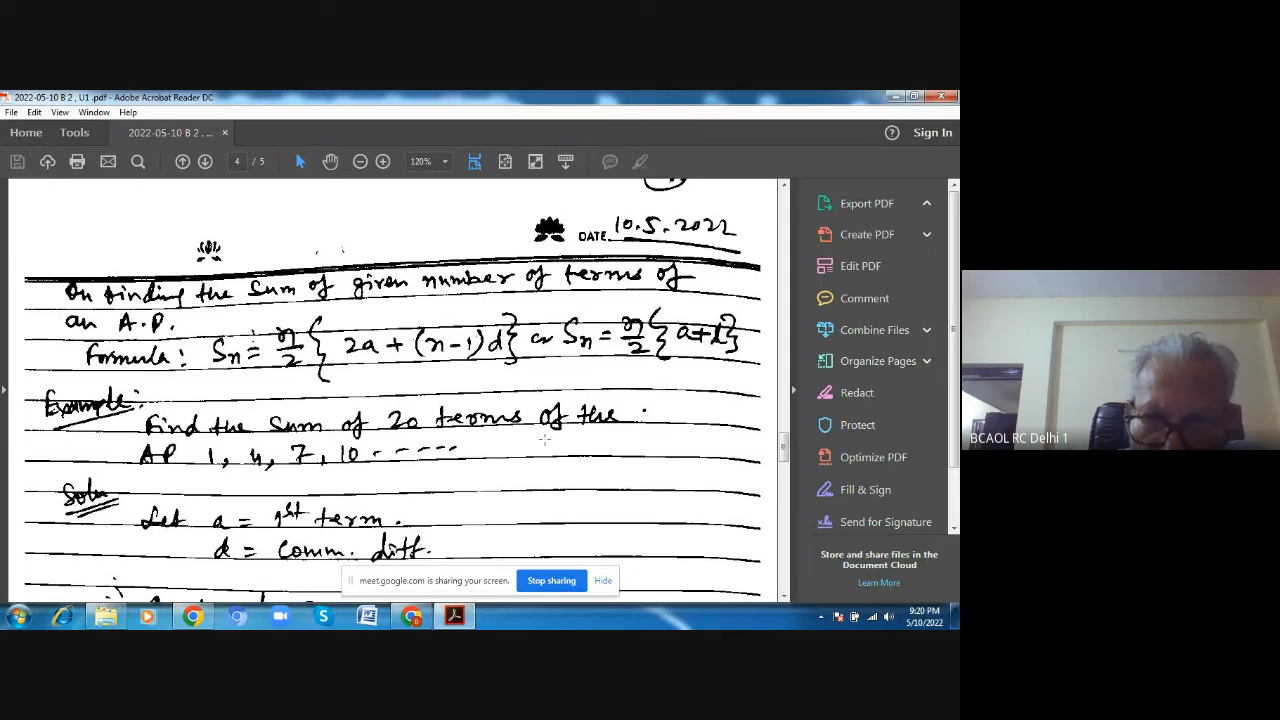 2022-05-10 B 2 , U1 .pdf - Adobe Acrobat Reader DC
File Edit View Window Help
Home Tools 2022-05-10 B 2 , U1 .p... × Sign In
4 / 5 120%
DATE 10.5.2022
On finding the sum of given number of terms of
an A.P.
Formula: Sn = n/2 { 2a + (n-1)d } or Sn = n/2 { a+l }
Example:
Find the sum of 20 terms of the
AP 1, 4, 7, 10 - - - - -
Soln
Let a = 1st term.
d = comm. diff.
Export PDF
Create PDF
Edit PDF
Comment
Combine Files
Organize Pages
Redact
Protect
Optimize PDF
Fill & Sign
Send for Signature
Store and share files in the
Document Cloud
Learn More
meet.google.com is sharing your screen. Stop sharing Hide
9:20 PM
5/10/2022
BCAOL RC Delhi 1